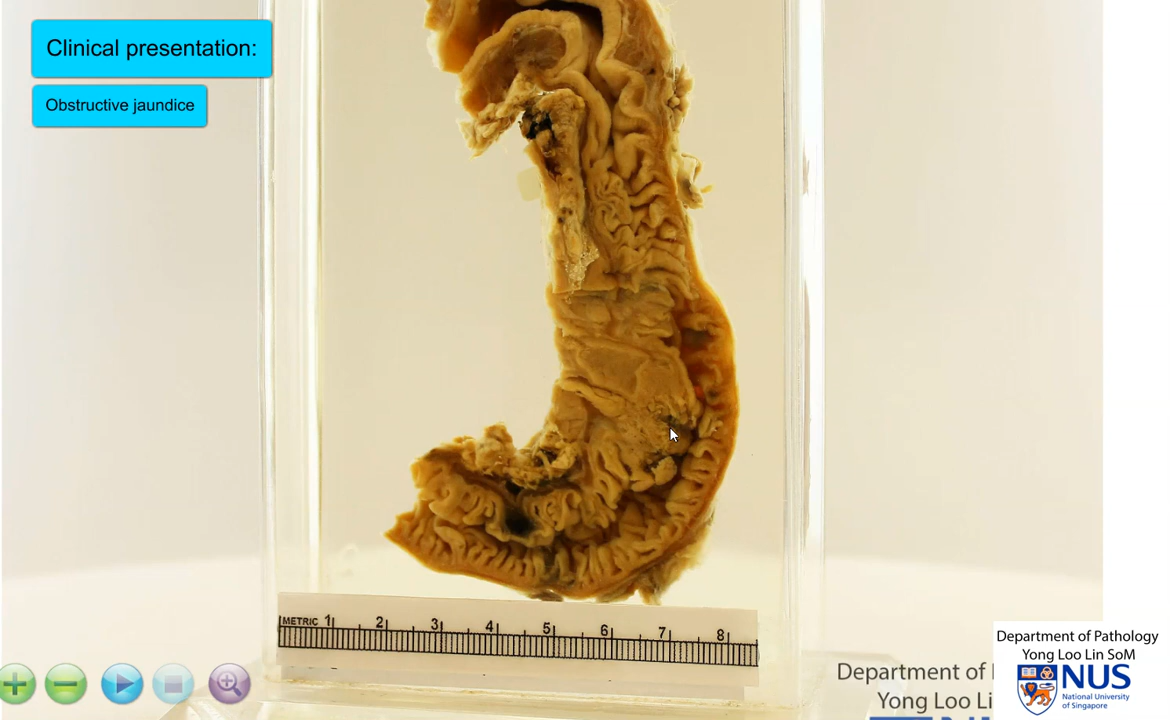 Clinical presentation:
Obstructive jaundice
METRIC 1 2 3 4 5 6 7 8
Department of
Yong Loo Li
Department of Pathology
Yong Loo Lin SoM
NUS
National University
of Singapore